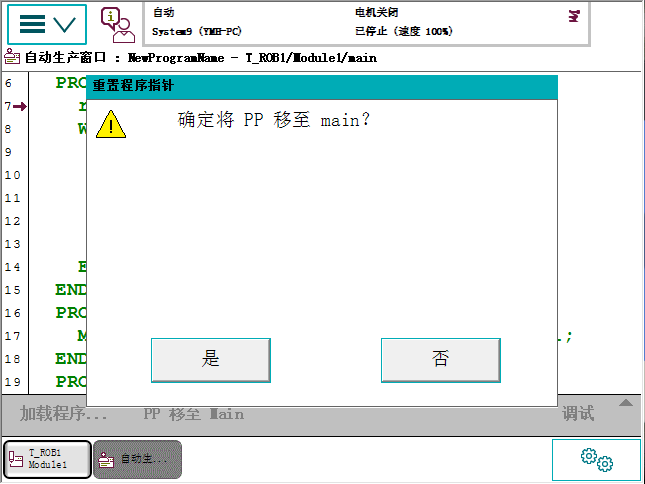 自动
System9 (YMH-PC)
电机关闭
已停止 (速度 100%)
自动生产窗口 : NewProgramName - T_ROB1/Module1/main
重置程序指针
确定将 PP 移至 main?
是
否
6 PRO
7
8
9
10
11
12
13
14 E
15 END
16 PRO
17 M ;
18 END
19 PRO
加载程序... PP 移至 Main 调试
T_ROB1
Module1
自动生...